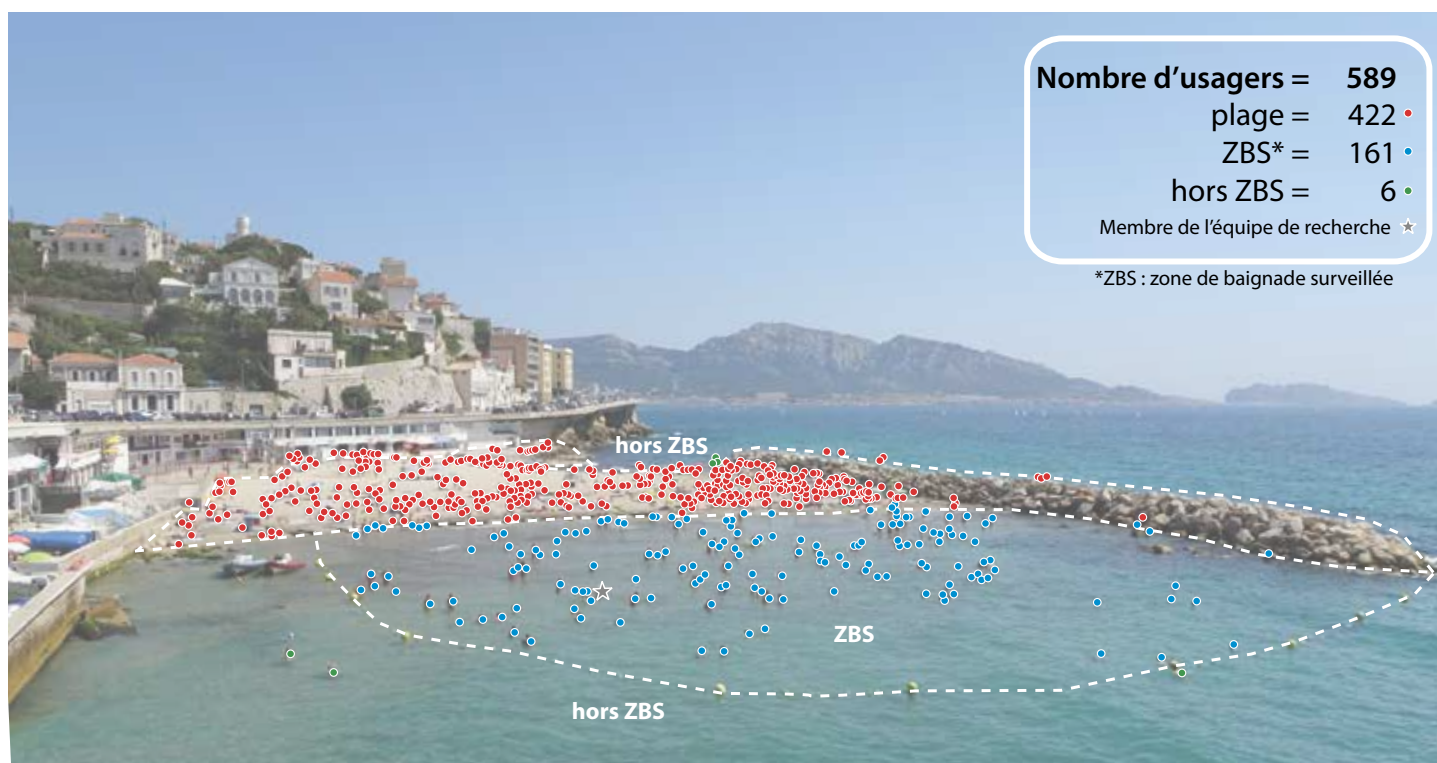 Nombre d’usagers = 589
plage = 422
ZBS* = 161
hors ZBS = 6
Membre de l’équipe de recherche
*ZBS : zone de baignade surveillée
hors ZBS
ZBS
hors ZBS